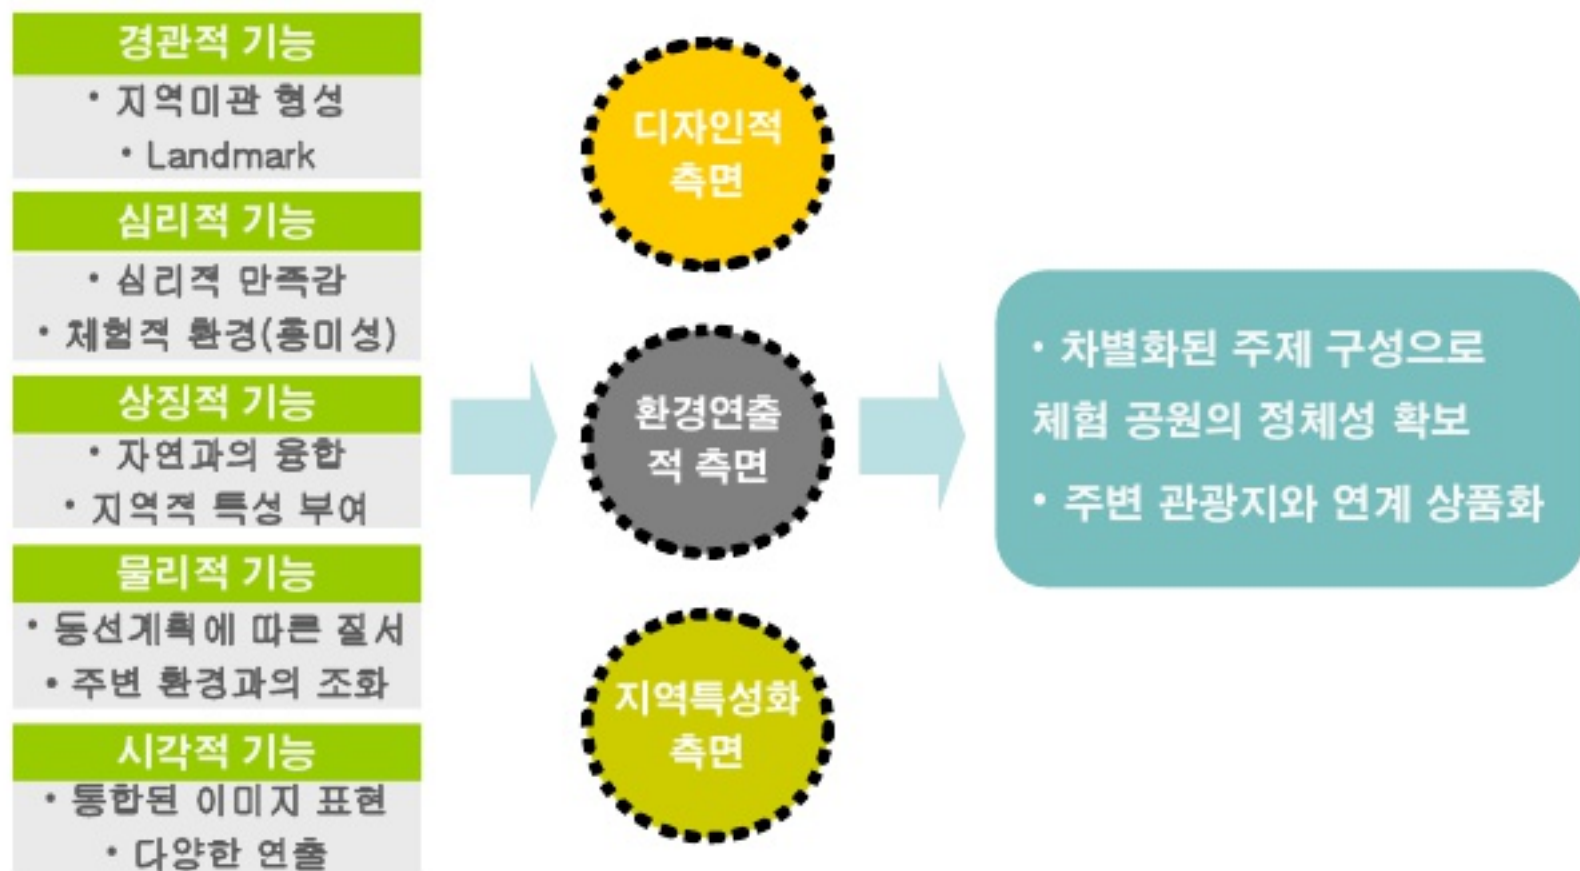 경관적 기능
• 지역미관 형성
• Landmark
심리적 기능
• 심리적 만족감
• 체험적 환경(흥미성)
상징적 기능
• 자연과의 융합
• 지역적 특성 부여
물리적 기능
• 동선계획에 따른 질서
• 주변 환경과의 조화
시각적 기능
• 통합된 이미지 표현
• 다양한 연출
디자인적
측면
환경연출
적 측면
지역특성화
측면
• 차별화된 주제 구성으로
체험 공원의 정체성 확보
• 주변 관광지와 연계 상품화